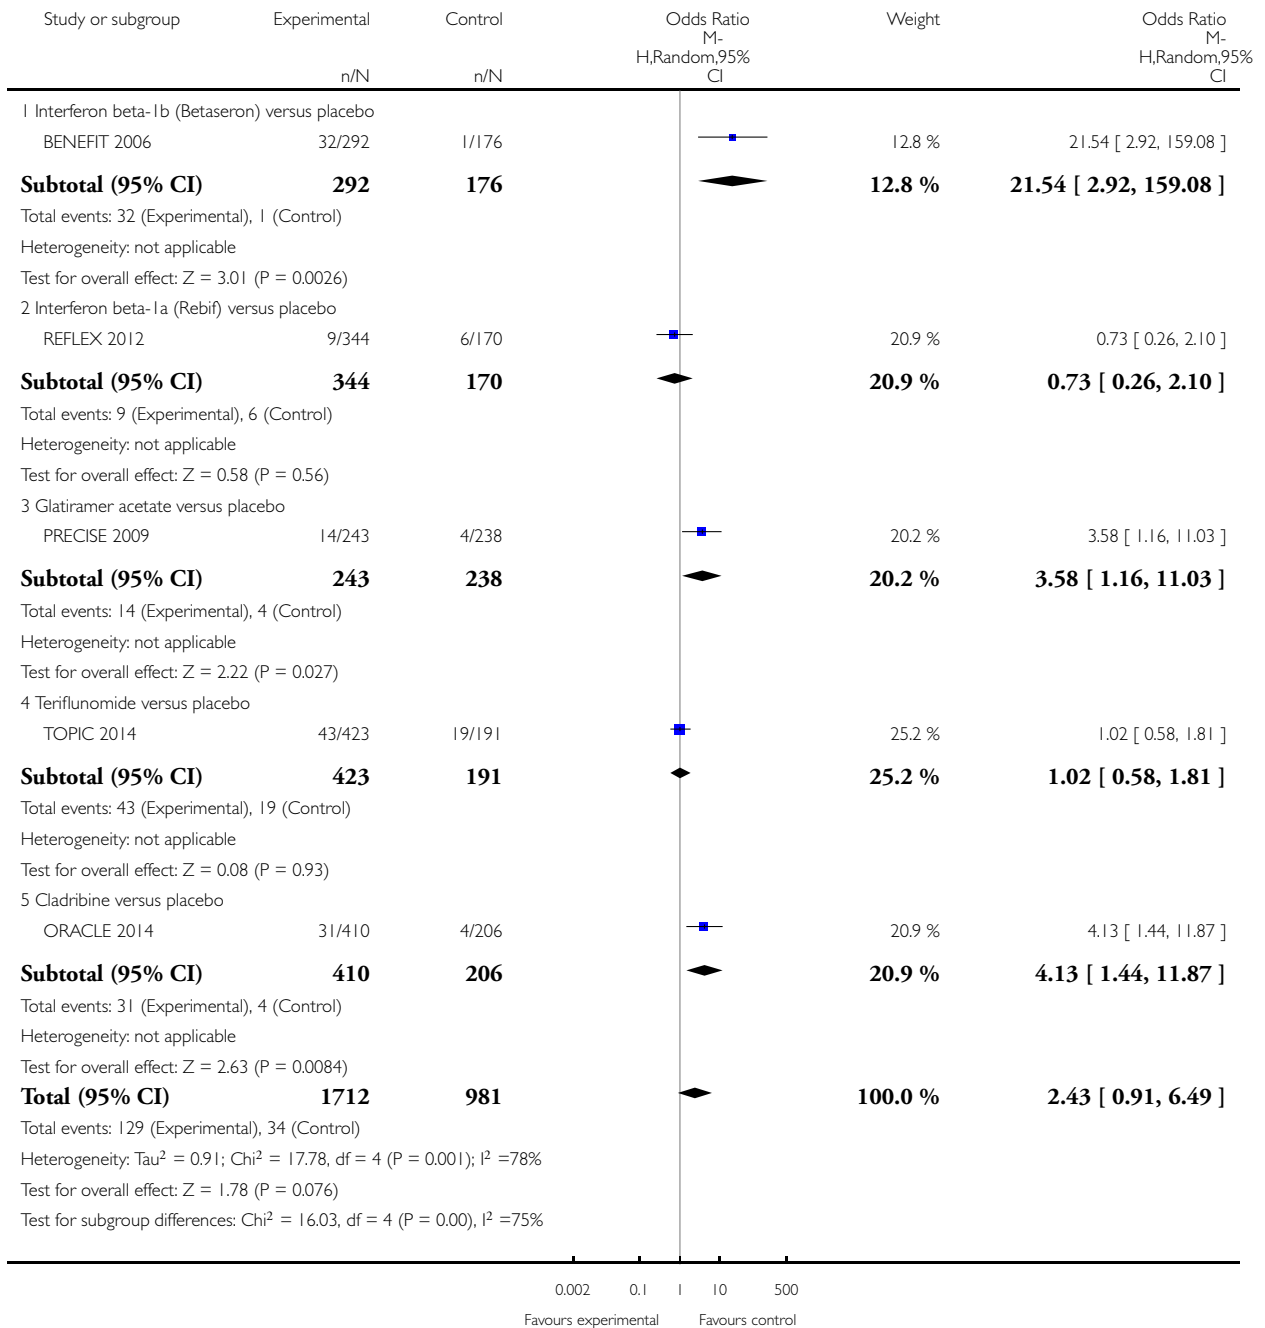 Study or subgroup Experimental Control Odds Ratio Weight Odds Ratio
M- M-
H,Random,95% H,Random,95%
n/N n/N CI CI
1 Interferon beta-1b (Betaseron) versus placebo
BENEFIT 2006 32/292 1/176 12.8 % 21.54 [ 2.92, 159.08 ]
Subtotal (95% CI) 292 176 12.8 % 21.54 [ 2.92, 159.08 ]
Total events: 32 (Experimental), 1 (Control)
Heterogeneity: not applicable
Test for overall effect: Z = 3.01 (P = 0.0026)
2 Interferon beta-1a (Rebif) versus placebo
REFLEX 2012 9/344 6/170 20.9 % 0.73 [ 0.26, 2.10 ]
Subtotal (95% CI) 344 170 20.9 % 0.73 [ 0.26, 2.10 ]
Total events: 9 (Experimental), 6 (Control)
Heterogeneity: not applicable
Test for overall effect: Z = 0.58 (P = 0.56)
3 Glatiramer acetate versus placebo
PRECISE 2009 14/243 4/238 20.2 % 3.58 [ 1.16, 11.03 ]
Subtotal (95% CI) 243 238 20.2 % 3.58 [ 1.16, 11.03 ]
Total events: 14 (Experimental), 4 (Control)
Heterogeneity: not applicable
Test for overall effect: Z = 2.22 (P = 0.027)
4 Teriflunomide versus placebo
TOPIC 2014 43/423 19/191 25.2 % 1.02 [ 0.58, 1.81 ]
Subtotal (95% CI) 423 191 25.2 % 1.02 [ 0.58, 1.81 ]
Total events: 43 (Experimental), 19 (Control)
Heterogeneity: not applicable
Test for overall effect: Z = 0.08 (P = 0.93)
5 Cladribine versus placebo
ORACLE 2014 31/410 4/206 20.9 % 4.13 [ 1.44, 11.87 ]
Subtotal (95% CI) 410 206 20.9 % 4.13 [ 1.44, 11.87 ]
Total events: 31 (Experimental), 4 (Control)
Heterogeneity: not applicable
Test for overall effect: Z = 2.63 (P = 0.0084)
Total (95% CI) 1712 981 100.0 % 2.43 [ 0.91, 6.49 ]
Total events: 129 (Experimental), 34 (Control)
Heterogeneity: Tau² = 0.91; Chi² = 17.78, df = 4 (P = 0.001); I² =78%
Test for overall effect: Z = 1.78 (P = 0.076)
Test for subgroup differences: Chi² = 16.03, df = 4 (P = 0.00), I² =75%
0.002 0.1 1 10 500
Favours experimental Favours control